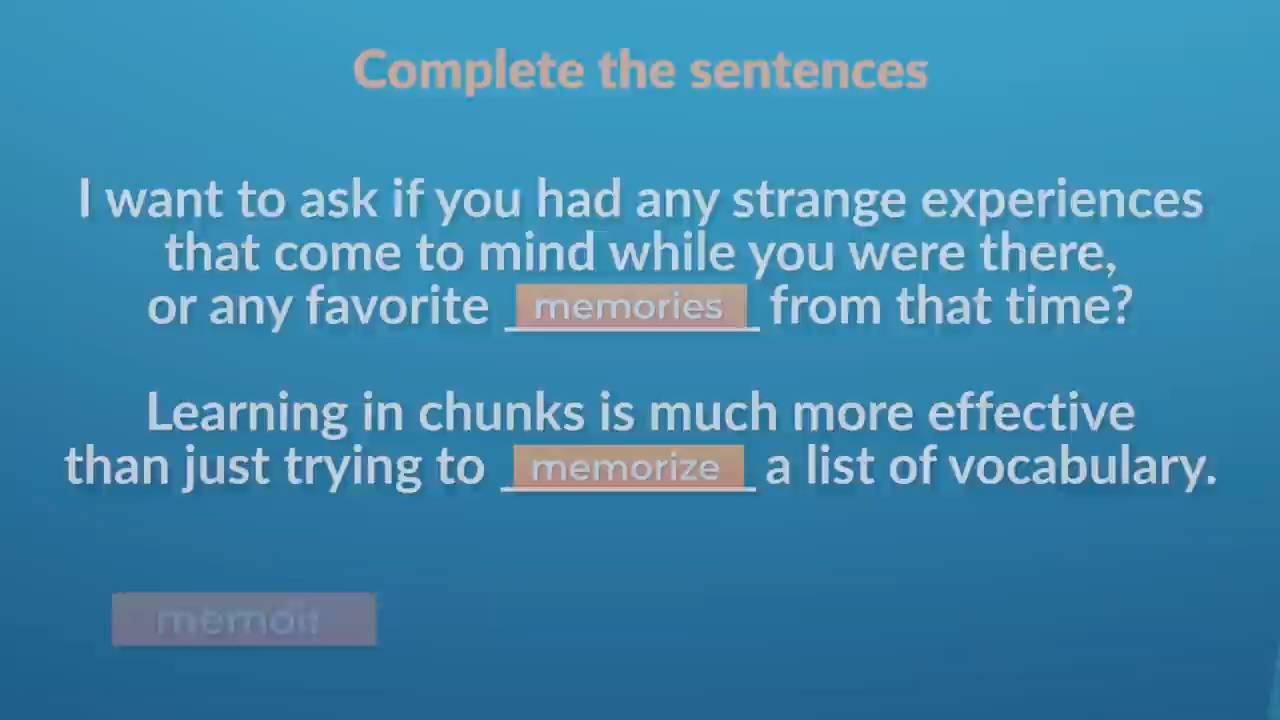 Complete the sentences
I want to ask if you had any strange experiences
that come to mind while you were there,
or any favorite memories from that time?
Learning in chunks is much more effective
than just trying to memorize a list of vocabulary.
memoir